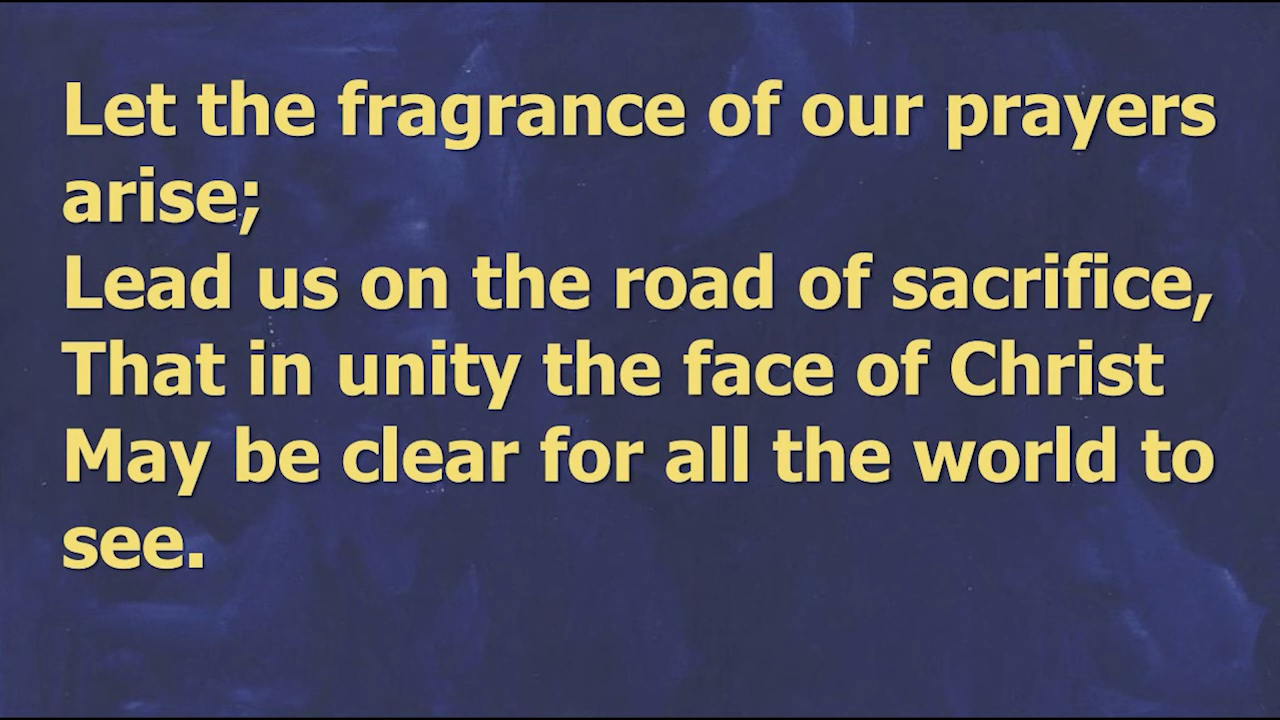 Let the fragrance of our prayers
arise;
Lead us on the road of sacrifice,
That in unity the face of Christ
May be clear for all the world to
see.